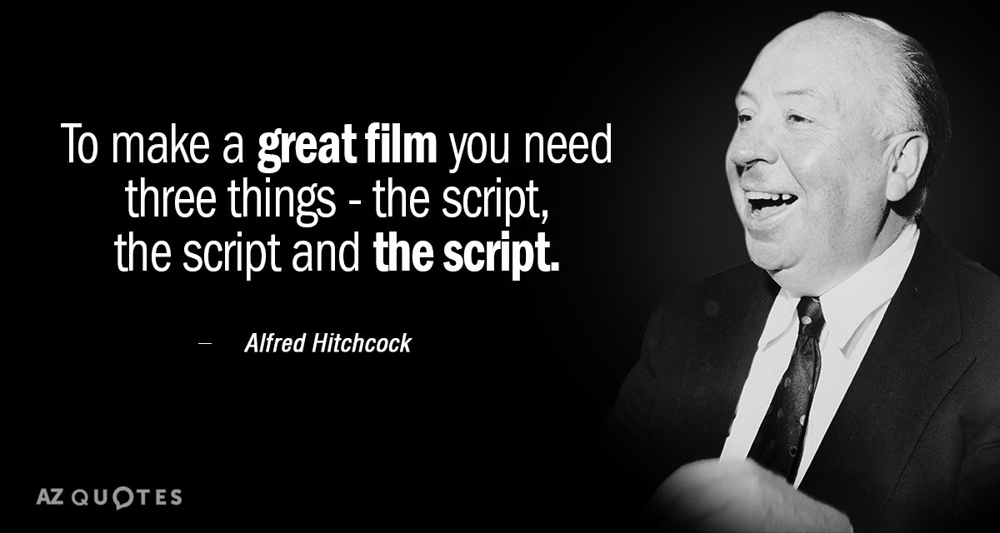 To make a great film you need
three things - the script,
the script and the script.
– Alfred Hitchcock
AZ QUOTES